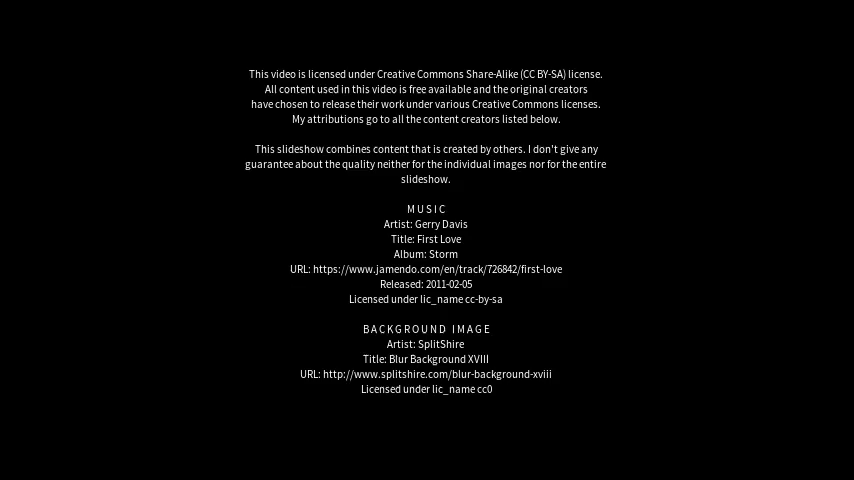 This video is licensed under Creative Commons Share-Alike (CC BY-SA) license.
All content used in this video is free available and the original creators
have chosen to release their work under various Creative Commons licenses.
My attributions go to all the content creators listed below.
This slideshow combines content that is created by others. I don't give any
guarantee about the quality neither for the individual images nor for the entire
slideshow.
MUSIC
Artist: Gerry Davis
Title: First Love
Album: Storm
URL: https://www.jamendo.com/en/track/726842/first-love
Released: 2011-02-05
Licensed under lic_name cc-by-sa
BACKGROUND IMAGE
Artist: SplitShire
Title: Blur Background XVIII
URL: http://www.splitshire.com/blur-background-xviii
Licensed under lic_name cc0